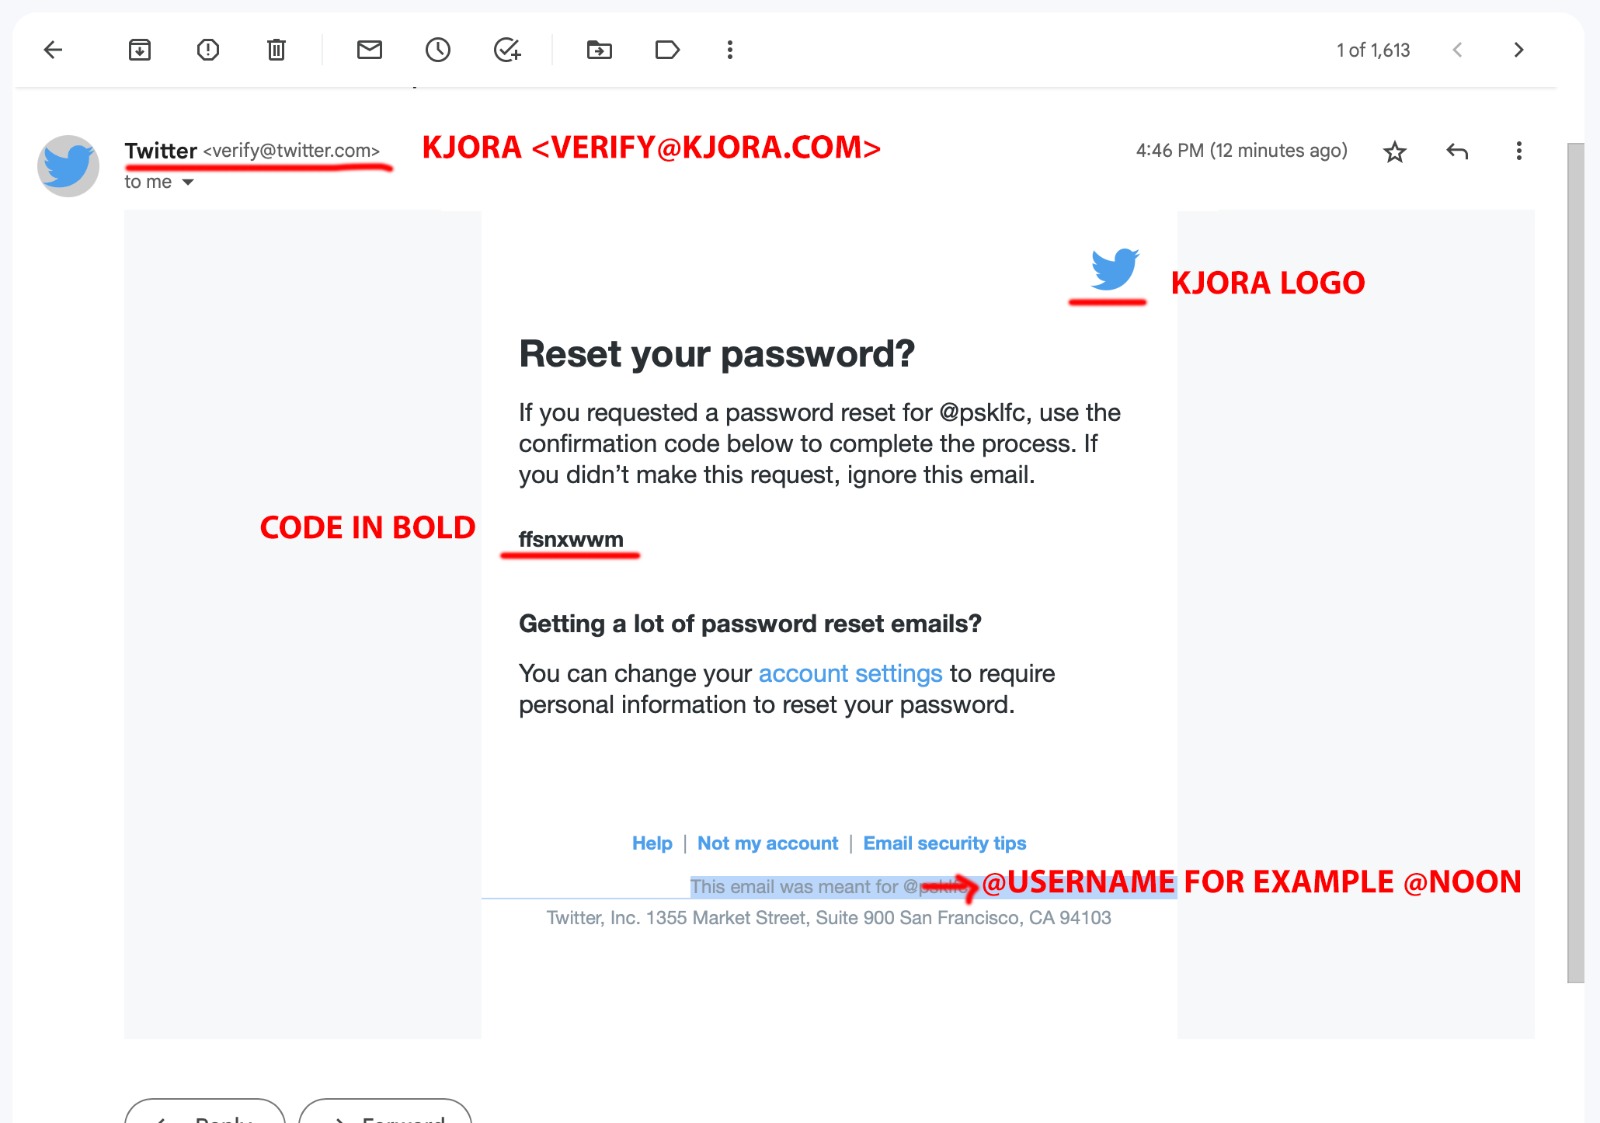 1 of 1,613
Twitter <verify@twitter.com>
KJORA <VERIFY@KJORA.COM>
4:46 PM (12 minutes ago)
to me
KJORA LOGO
Reset your password?
If you requested a password reset for @psklfc, use the
confirmation code below to complete the process. If
you didn’t make this request, ignore this email.
CODE IN BOLD
ffsnxwwm
Getting a lot of password reset emails?
You can change your account settings to require
personal information to reset your password.
Help | Not my account | Email security tips
This email was meant for @psklfc
@USERNAME FOR EXAMPLE @NOON
Twitter, Inc. 1355 Market Street, Suite 900 San Francisco, CA 94103
Reply
Forward